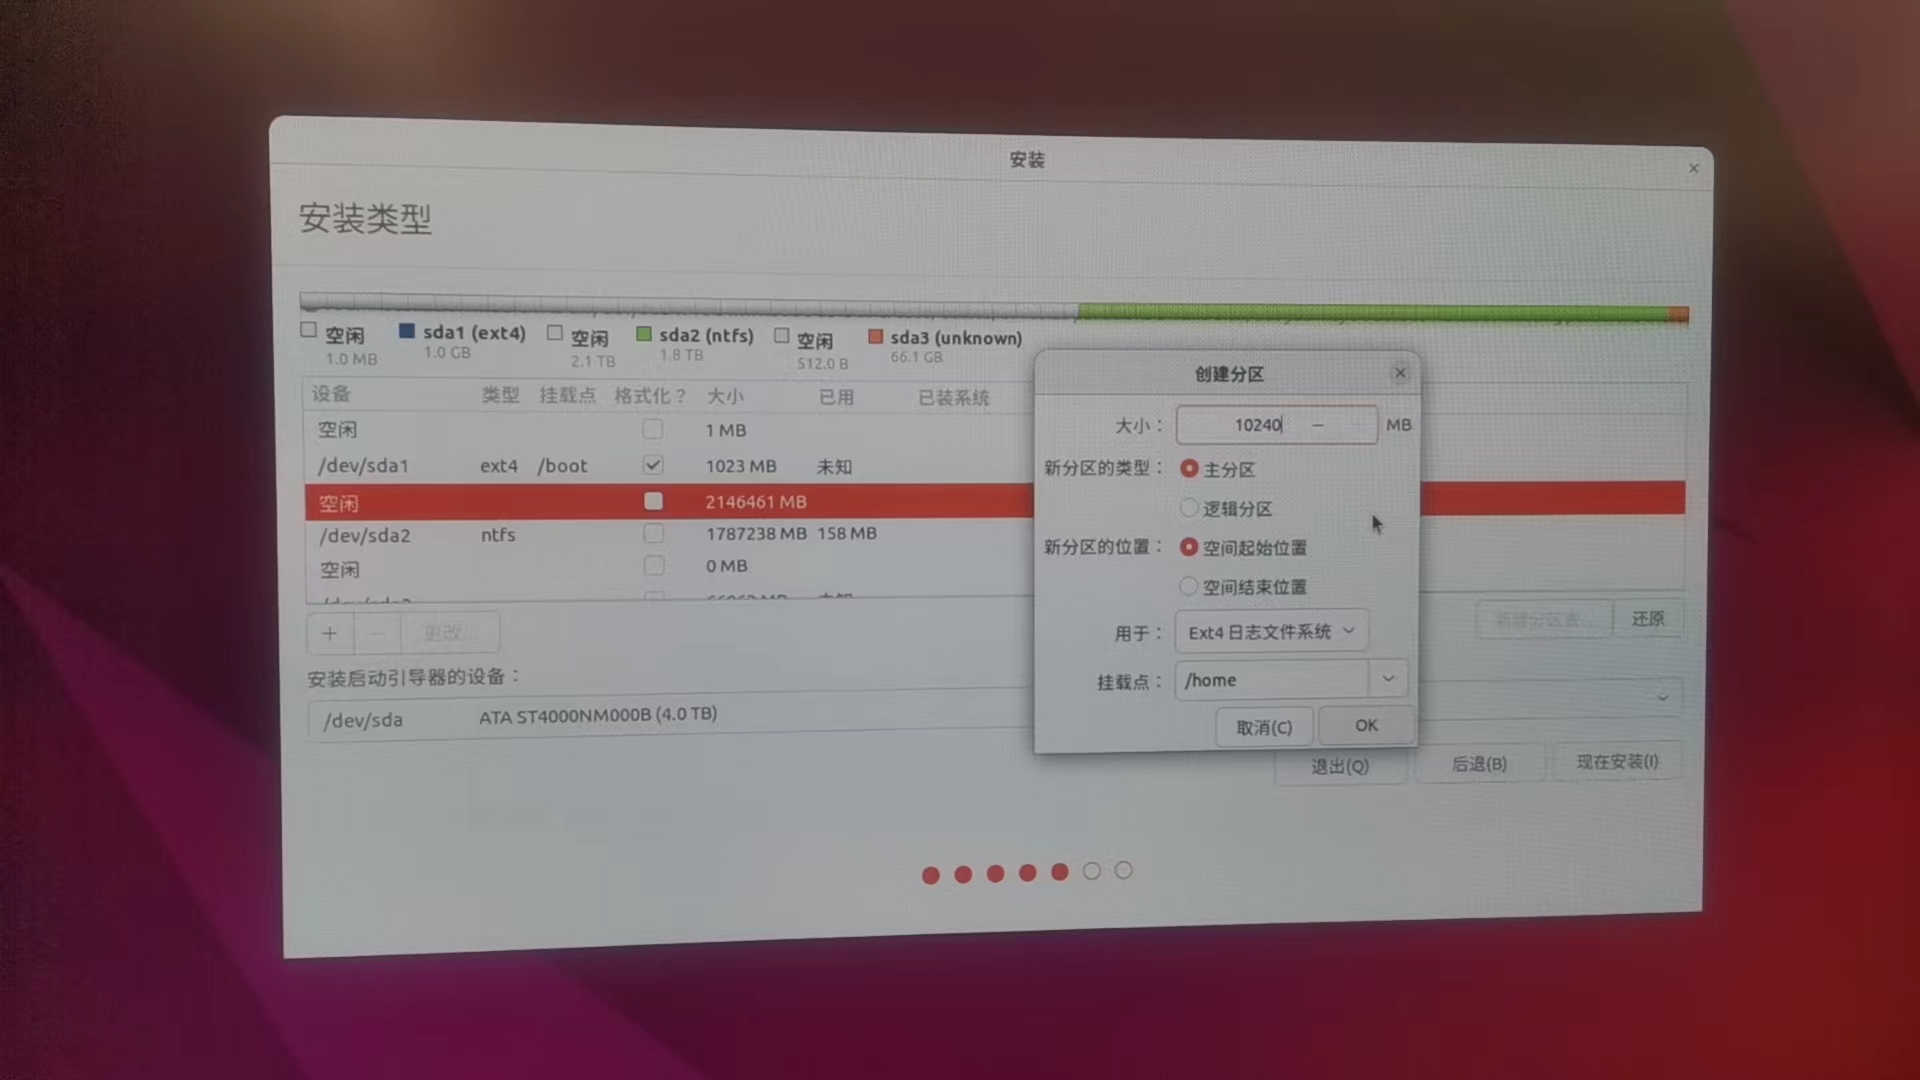 安装
安装类型
空闲 sda1 (ext4) 空闲 sda2 (ntfs) 空闲 sda3 (unknown)
1.0 MB 1.0 GB 2.1 TB 1.8 TB 512.0 B 66.1 GB
设备 类型 挂载点 格式化? 大小 已用 已装系统
空闲 1 MB
/dev/sda1 ext4 /boot 1023 MB 未知
空闲 2146461 MB
/dev/sda2 ntfs 1787238 MB 158 MB
空闲 0 MB
+ − 更改... 还原
安装启动引导器的设备：
/dev/sda ATA ST4000NM000B (4.0 TB)
退出(Q) 后退(B) 现在安装(I)
创建分区
大小： 10240 − MB
新分区的类型： 主分区
逻辑分区
新分区的位置： 空间起始位置
空间结束位置
用于： Ext4 日志文件系统
挂载点： /home
取消(C) OK